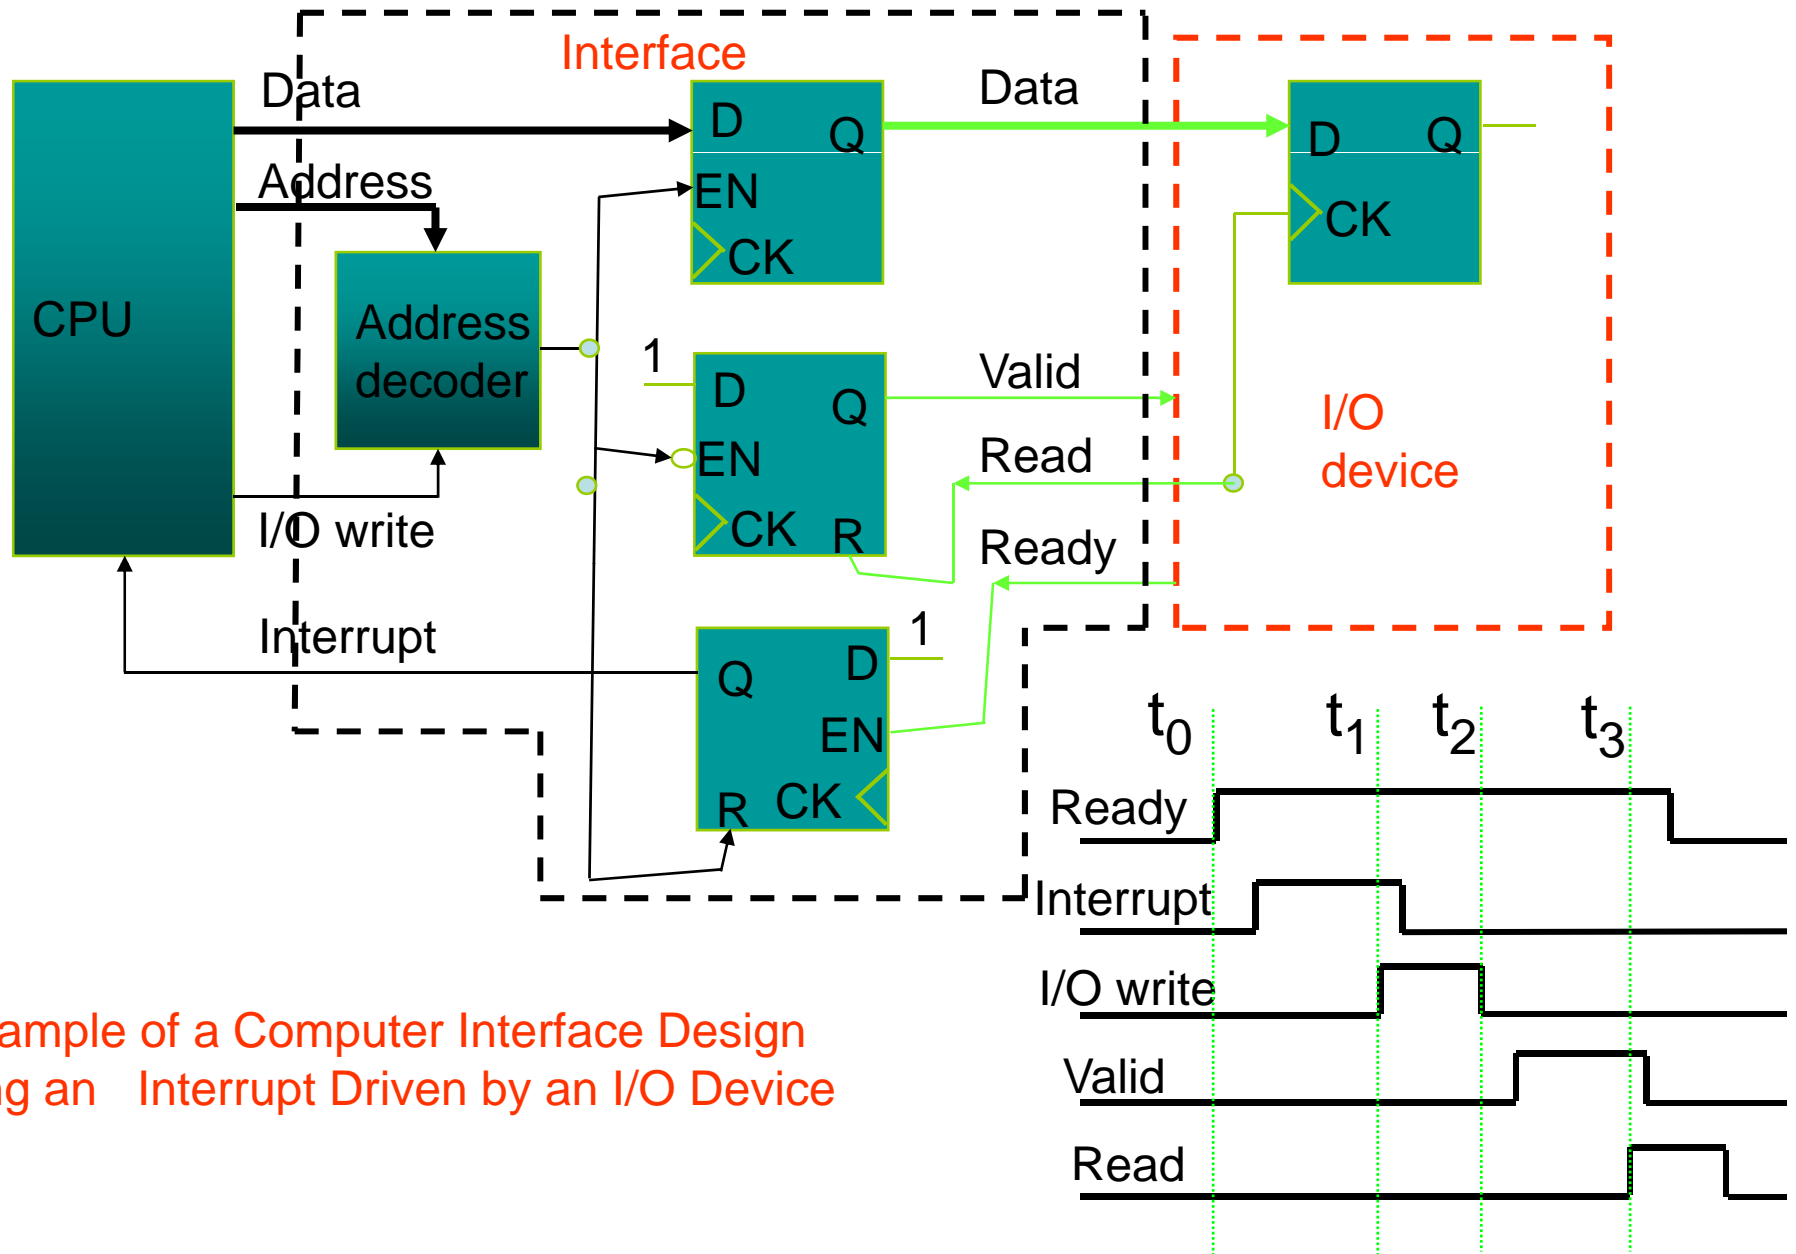 Interface
Data
Data
D
Q
D
Q
Address
EN
CK
CK
CPU
Address
decoder
1
D
Q
Valid
I/O
device
EN
Read
CK
R
I/O write
Ready
Interrupt
1
Q
D
EN
R
CK
t0
t1
t2
t3
Ready
Interrupt
I/O write
Valid
Read
ample of a Computer Interface Design
g an Interrupt Driven by an I/O Device